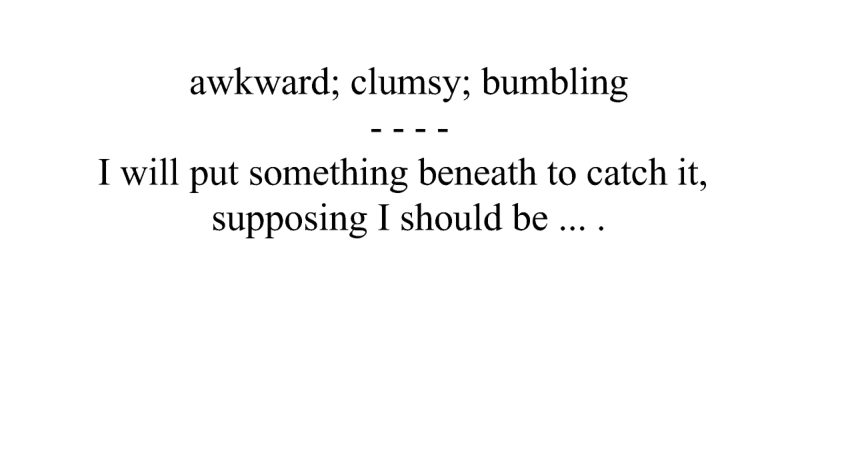 awkward; clumsy; bumbling
- - - -
I will put something beneath to catch it,
supposing I should be ... .